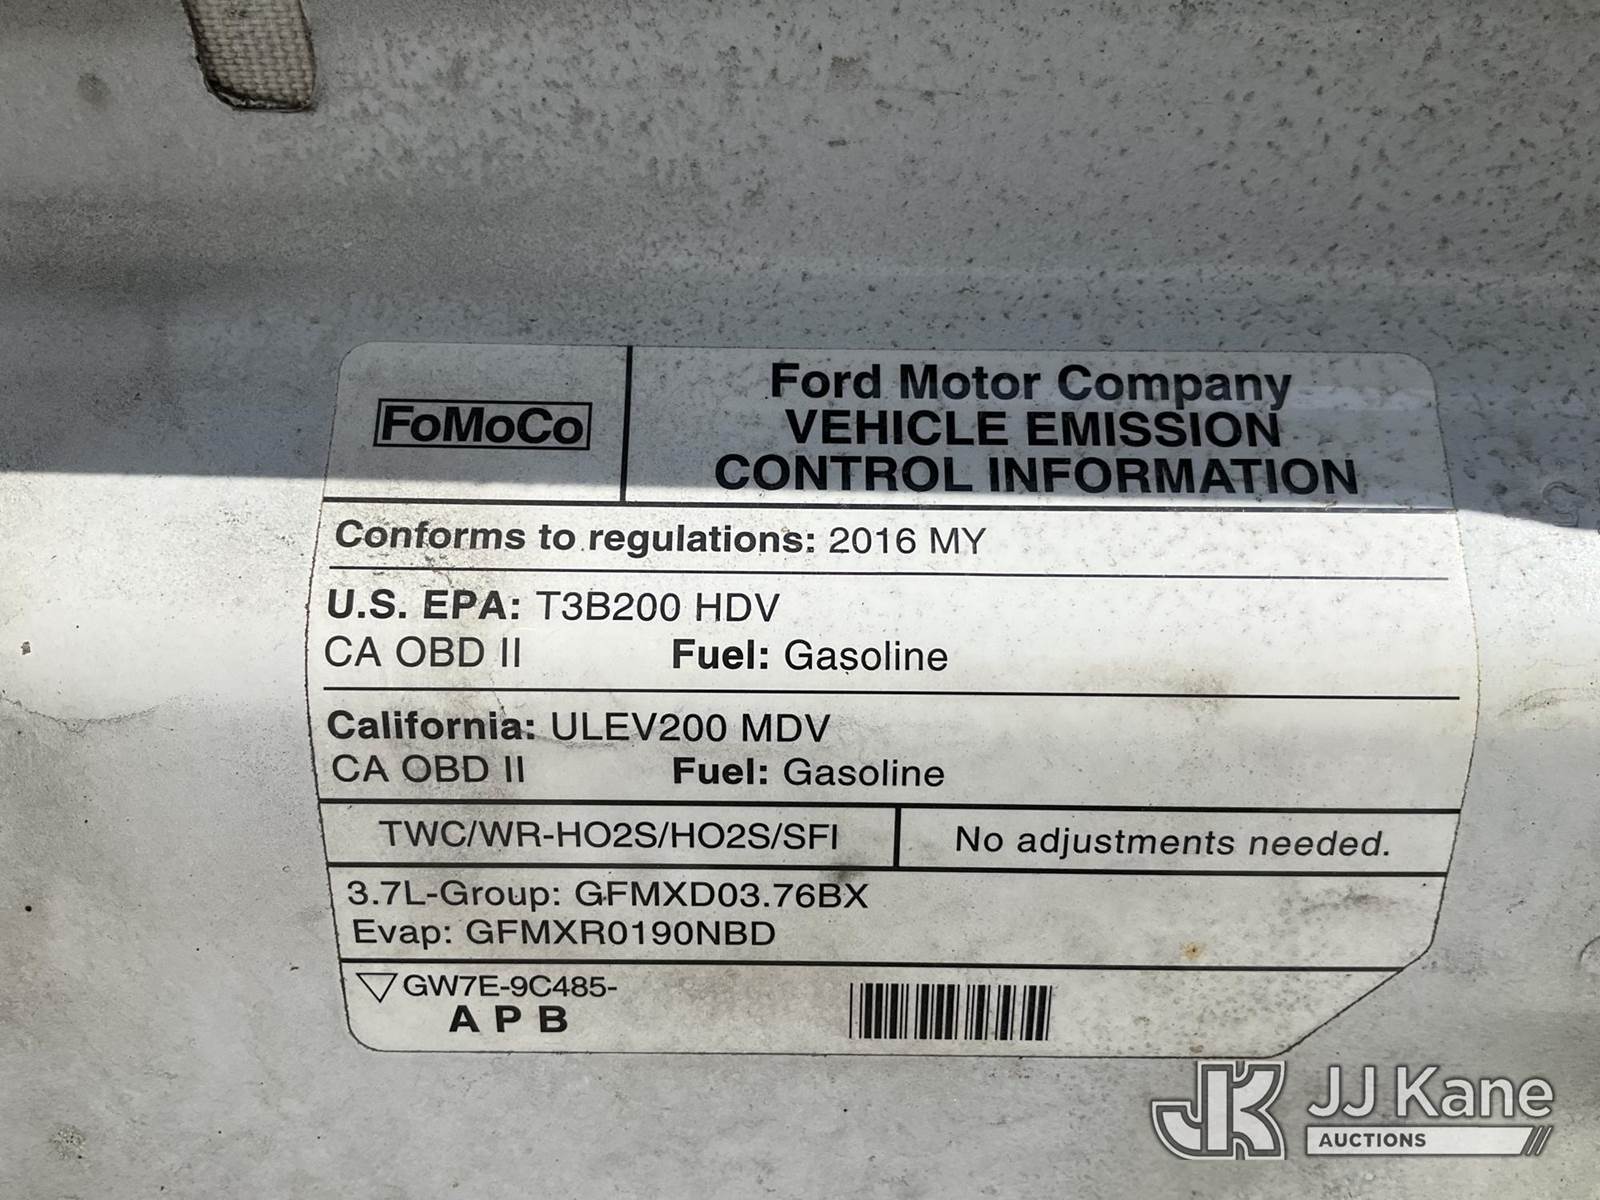 FoMoCo
Ford Motor Company
VEHICLE EMISSION
CONTROL INFORMATION
Conforms to regulations: 2016 MY
U.S. EPA: T3B200 HDV
CA OBD II Fuel: Gasoline
California: ULEV200 MDV
CA OBD II Fuel: Gasoline
TWC/WR-HO2S/HO2S/SFI
No adjustments needed.
3.7L-Group: GFMXD03.76BX
Evap: GFMXR0190NBD
GW7E-9C485-
A P B
JK JJ Kane
AUCTIONS